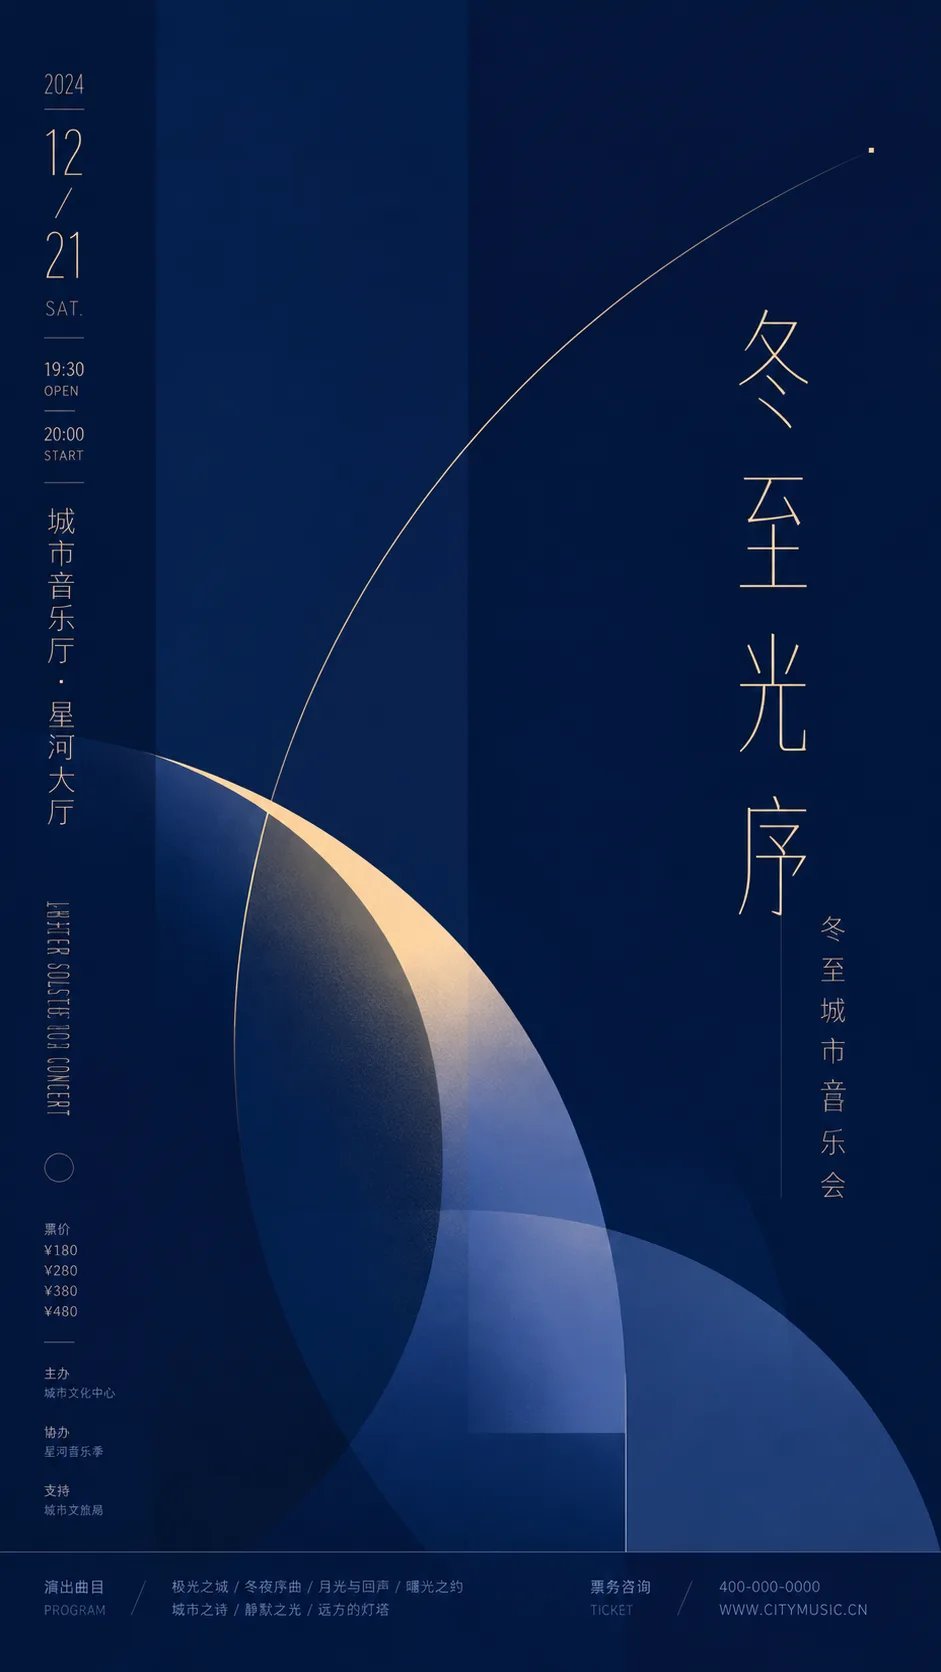 2024
12
/
21
SAT.
19:30
OPEN
20:00
START
城市音乐厅·星河大厅
冬至光序
冬至城市音乐会
CONCERT
票价
¥180
¥280
¥380
¥480
主办
城市文化中心
协办
星河音乐季
支持
城市文旅局
演出曲目 / 极光之城 / 冬夜序曲 / 月光与回声 / 曙光之约
PROGRAM 城市之诗 / 静默之光 / 远方的灯塔
票务咨询 / 400-000-0000
TICKET WWW.CITYMUSIC.CN